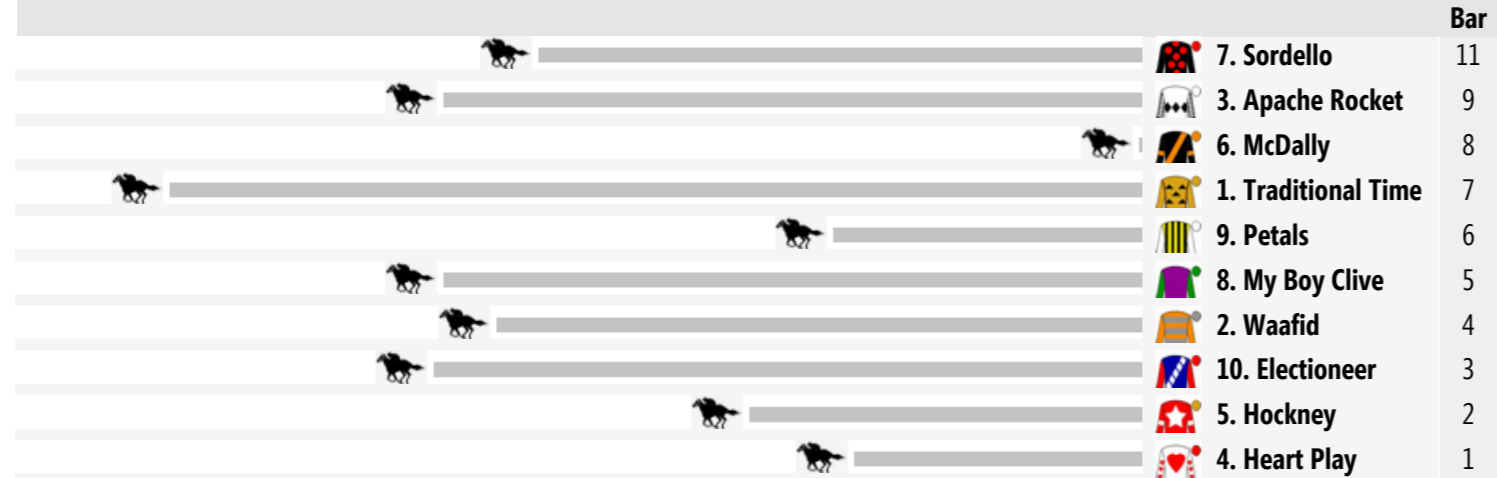 Bar
7. Sordello 11
3. Apache Rocket 9
6. McDally 8
1. Traditional Time 7
9. Petals 6
8. My Boy Clive 5
2. Waafid 4
10. Electioneer 3
5. Hockney 2
4. Heart Play 1